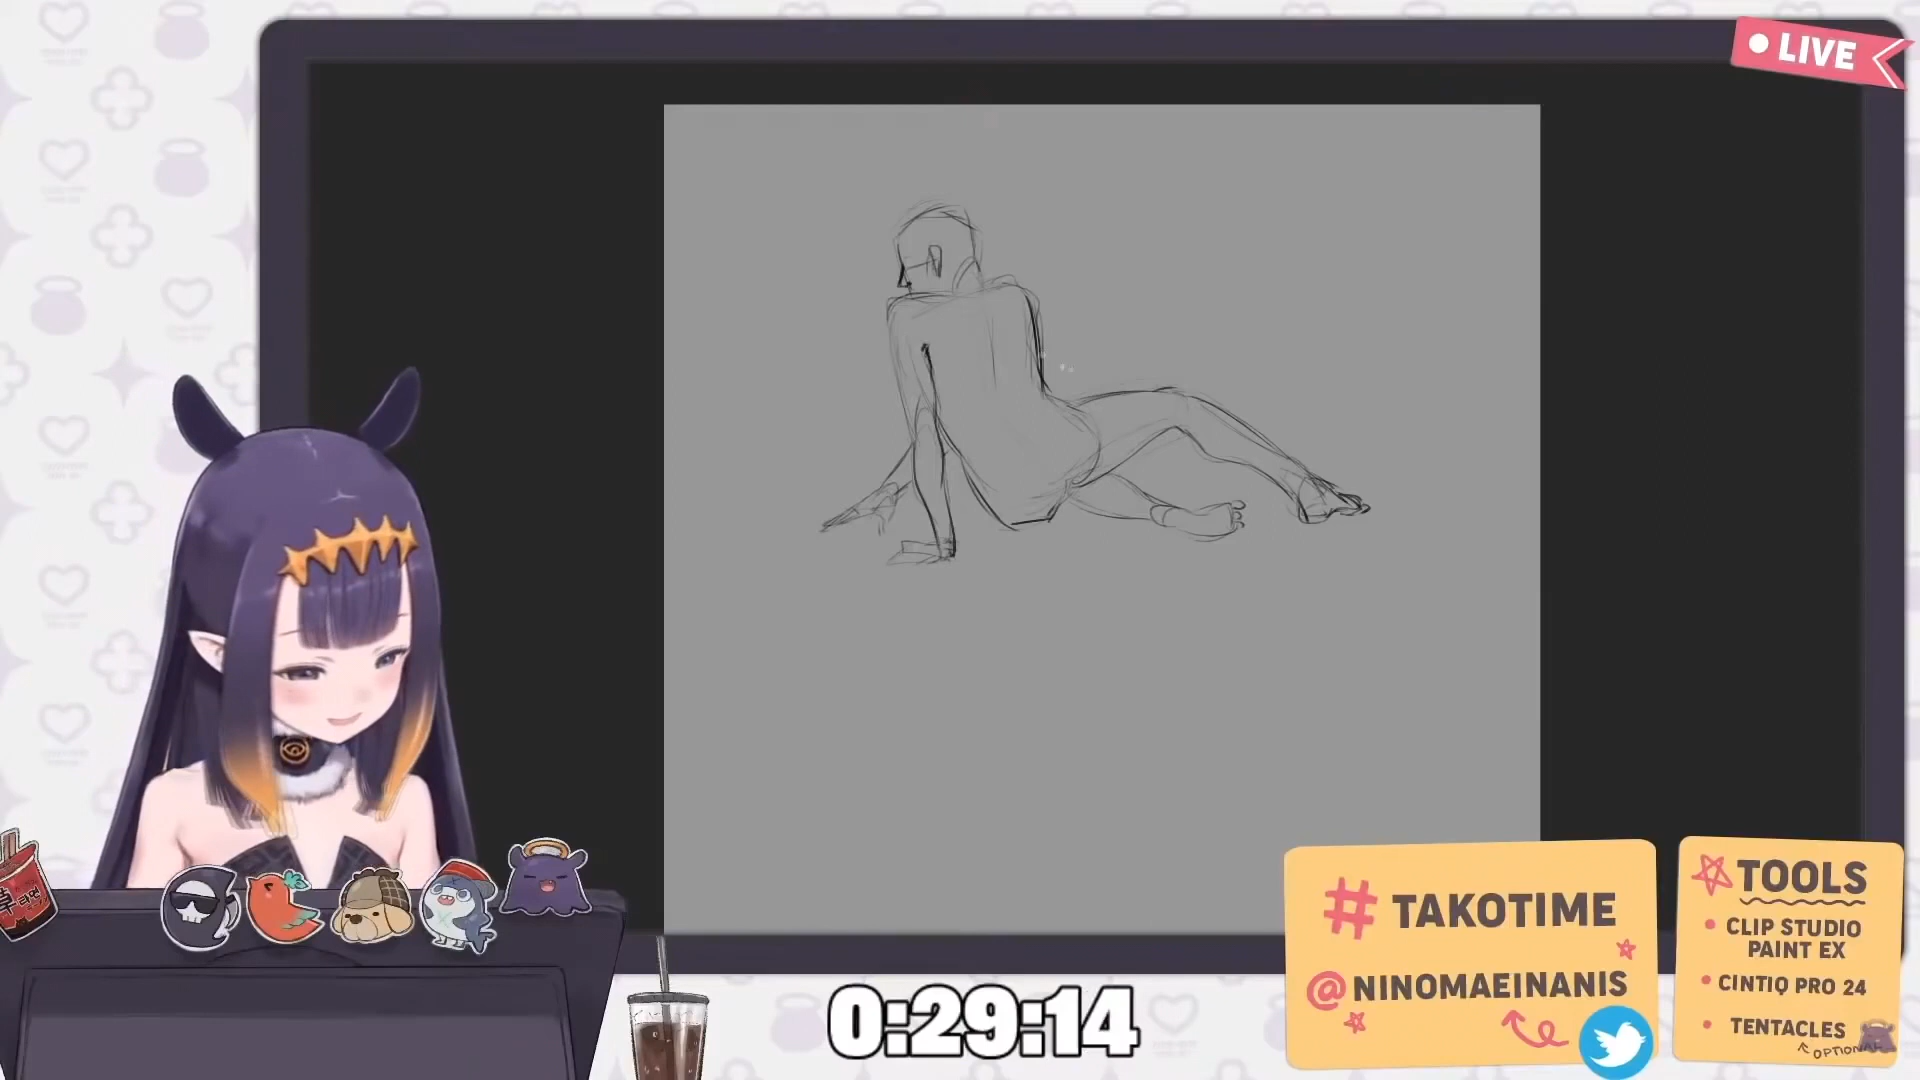 LIVE
# TAKOTIME
@NINOMAEINANIS
TOOLS
• CLIP STUDIO
PAINT EX
• CINTIQ PRO 24
• TENTACLES
OPTIONAL
0:29:14